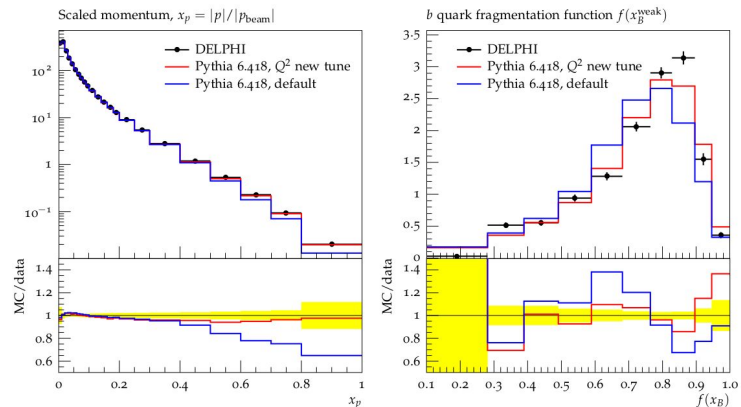 Scaled momentum, x_p = |p|/|p_beam|
DELPHI
Pythia 6.418, Q² new tune
Pythia 6.418, default
10²
10¹
1
10⁻¹
1.4
1.2
1
0.8
0.6
MC/data
0 0.2 0.4 0.6 0.8 1
x_p
b quark fragmentation function f(x_B^weak)
DELPHI
Pythia 6.418, Q² new tune
Pythia 6.418, default
3.5
3
2.5
2
1.5
1
0.5
0
1.4
1.2
1
0.8
0.6
MC/data
0.1 0.2 0.3 0.4 0.5 0.6 0.7 0.8 0.9 1.0
f(x_B)